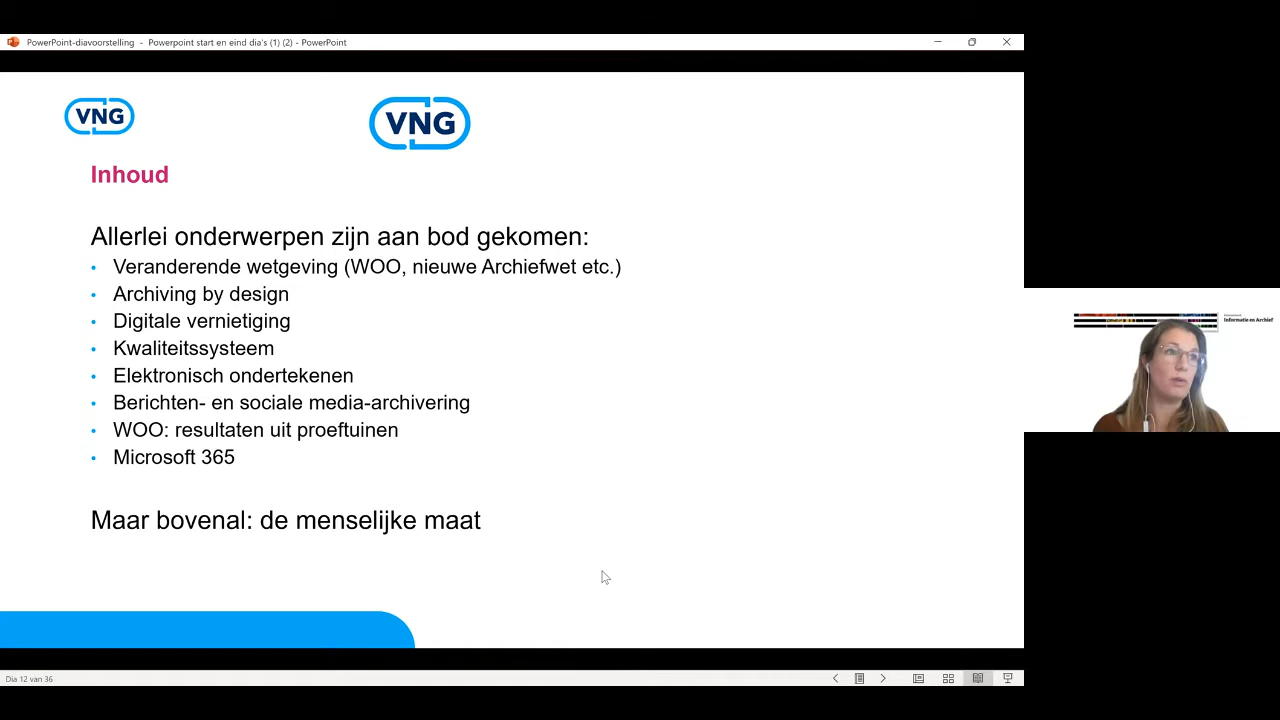 PowerPoint-diavoorstelling - Powerpoint start en eind dia's (1) (2) - PowerPoint
VNG
VNG
Inhoud
Allerlei onderwerpen zijn aan bod gekomen:
• Veranderende wetgeving (WOO, nieuwe Archiefwet etc.)
• Archiving by design
• Digitale vernietiging
• Kwaliteitssysteem
• Elektronisch ondertekenen
• Berichten- en sociale media-archivering
• WOO: resultaten uit proeftuinen
• Microsoft 365
Maar bovenal: de menselijke maat
Informatie en Archief
Dia 12 van 36